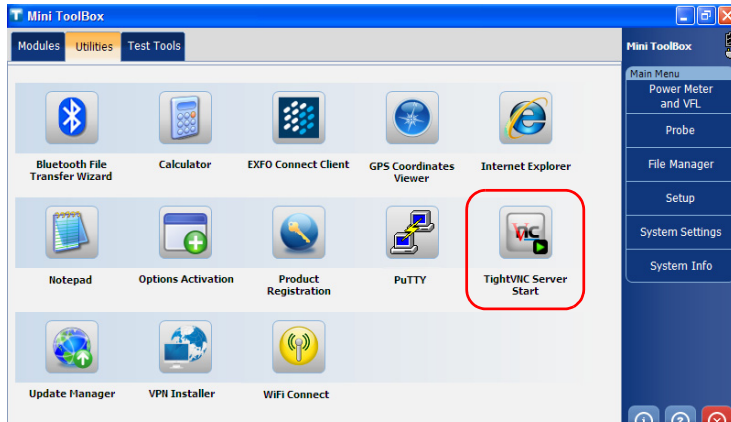 Mini ToolBox
Modules Utilities Test Tools
Mini ToolBox
Main Menu
Power Meter
and VFL
Probe
File Manager
Setup
System Settings
System Info
Bluetooth File
Transfer Wizard
Calculator
EXFO Connect Client
GPS Coordinates
Viewer
Internet Explorer
Notepad
Options Activation
Product
Registration
PuTTY
VNC
TightVNC Server
Start
Update Manager
VPN Installer
WiFi Connect